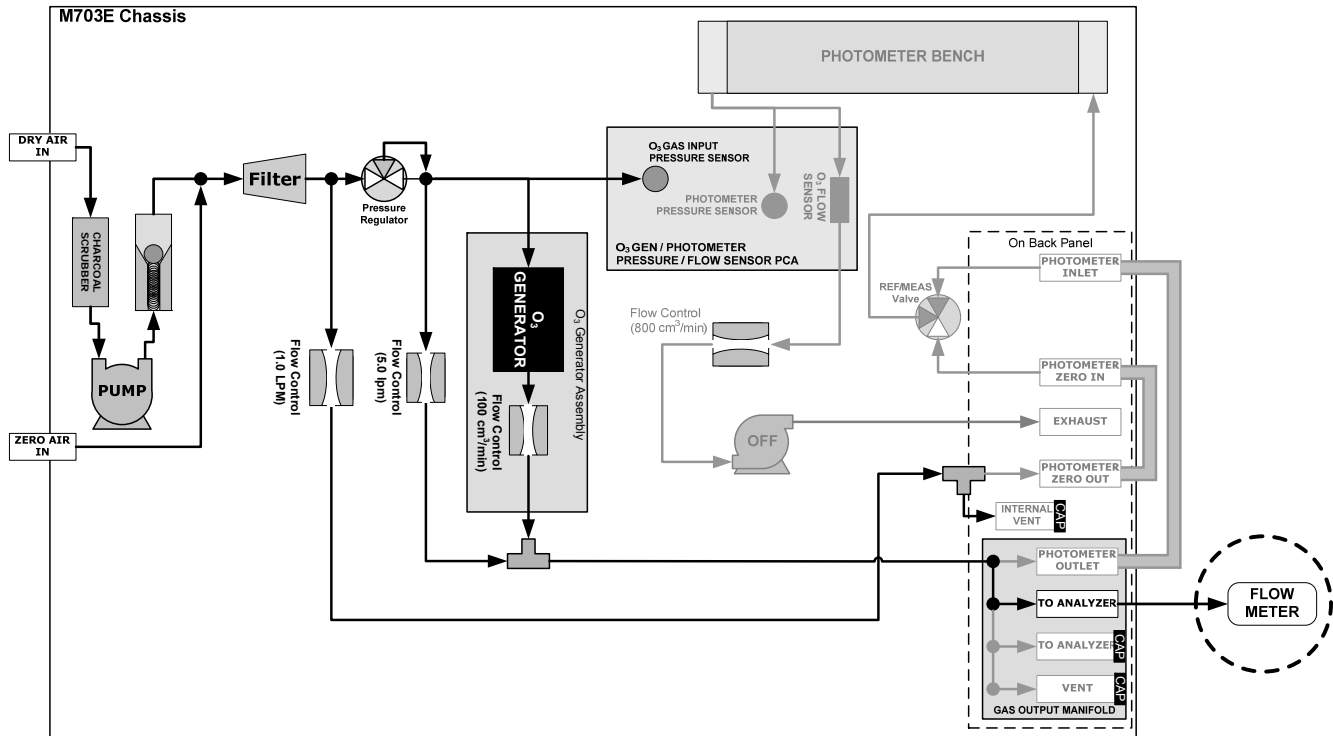 M703E Chassis
PHOTOMETER BENCH
DRY AIR
IN
CHARCOAL
SCRUBBER
PUMP
ZERO AIR
IN
Filter
Pressure
Regulator
O₃ GAS INPUT
PRESSURE SENSOR
PHOTOMETER
PRESSURE SENSOR
O₃ FLOW
SENSOR
O₃ GEN / PHOTOMETER
PRESSURE / FLOW SENSOR PCA
O₃
GENERATOR
O₃ Generator Assembly
Flow Control
(1.0 LPM)
Flow Control
(5.0 lpm)
Flow Control
(100 cm³/min)
Flow Control
(800 cm³/min)
OFF
REF/MEAS
Valve
On Back Panel
PHOTOMETER
INLET
PHOTOMETER
ZERO IN
EXHAUST
PHOTOMETER
ZERO OUT
INTERNAL
VENT
CAP
PHOTOMETER
OUTLET
TO ANALYZER
TO ANALYZER
CAP
VENT
CAP
GAS OUTPUT MANIFOLD
FLOW
METER